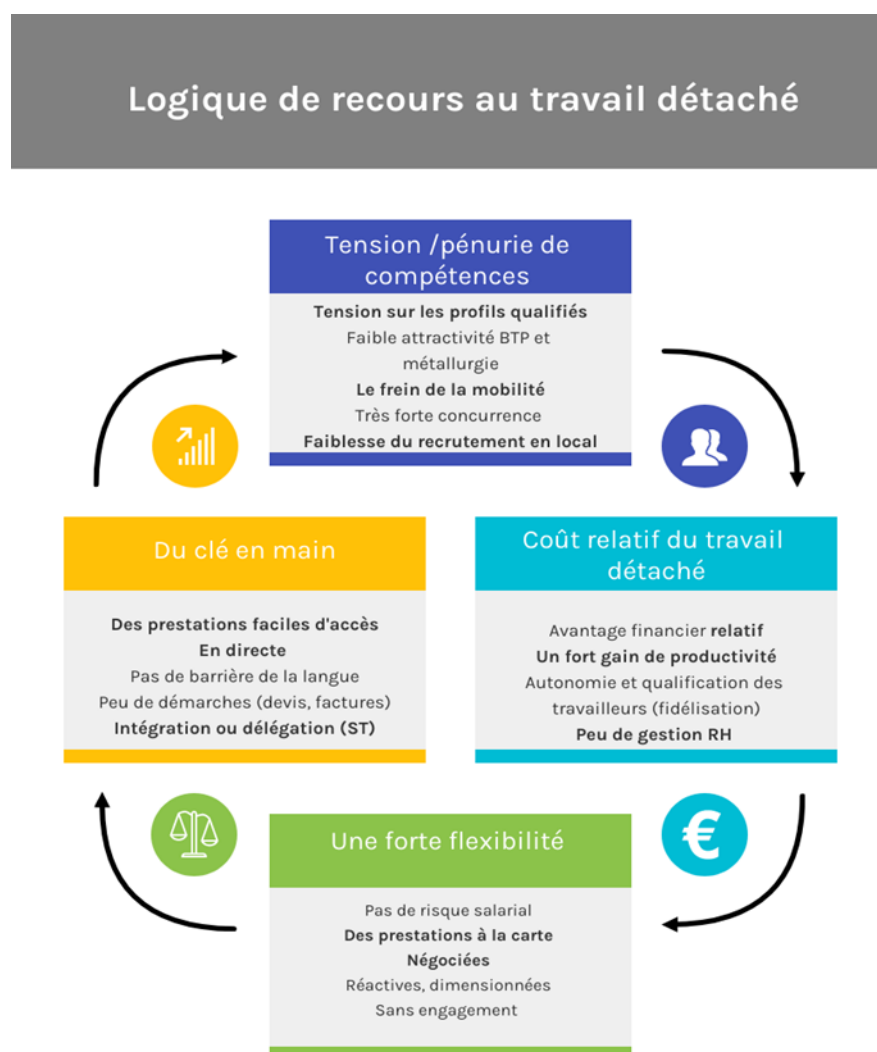 Logique de recours au travail détaché
Tension /pénurie de
compétences
Tension sur les profils qualifiés
Faible attractivité BTP et
métallurgie
Le frein de la mobilité
Très forte concurrence
Faiblesse du recrutement en local
Du clé en main
Des prestations faciles d'accès
En directe
Pas de barrière de la langue
Peu de démarches (devis, factures)
Intégration ou délégation (ST)
Coût relatif du travail
détaché
Avantage financier relatif
Un fort gain de productivité
Autonomie et qualification des
travailleurs (fidélisation)
Peu de gestion RH
€
Une forte flexibilité
Pas de risque salarial
Des prestations à la carte
Négociées
Réactives, dimensionnées
Sans engagement